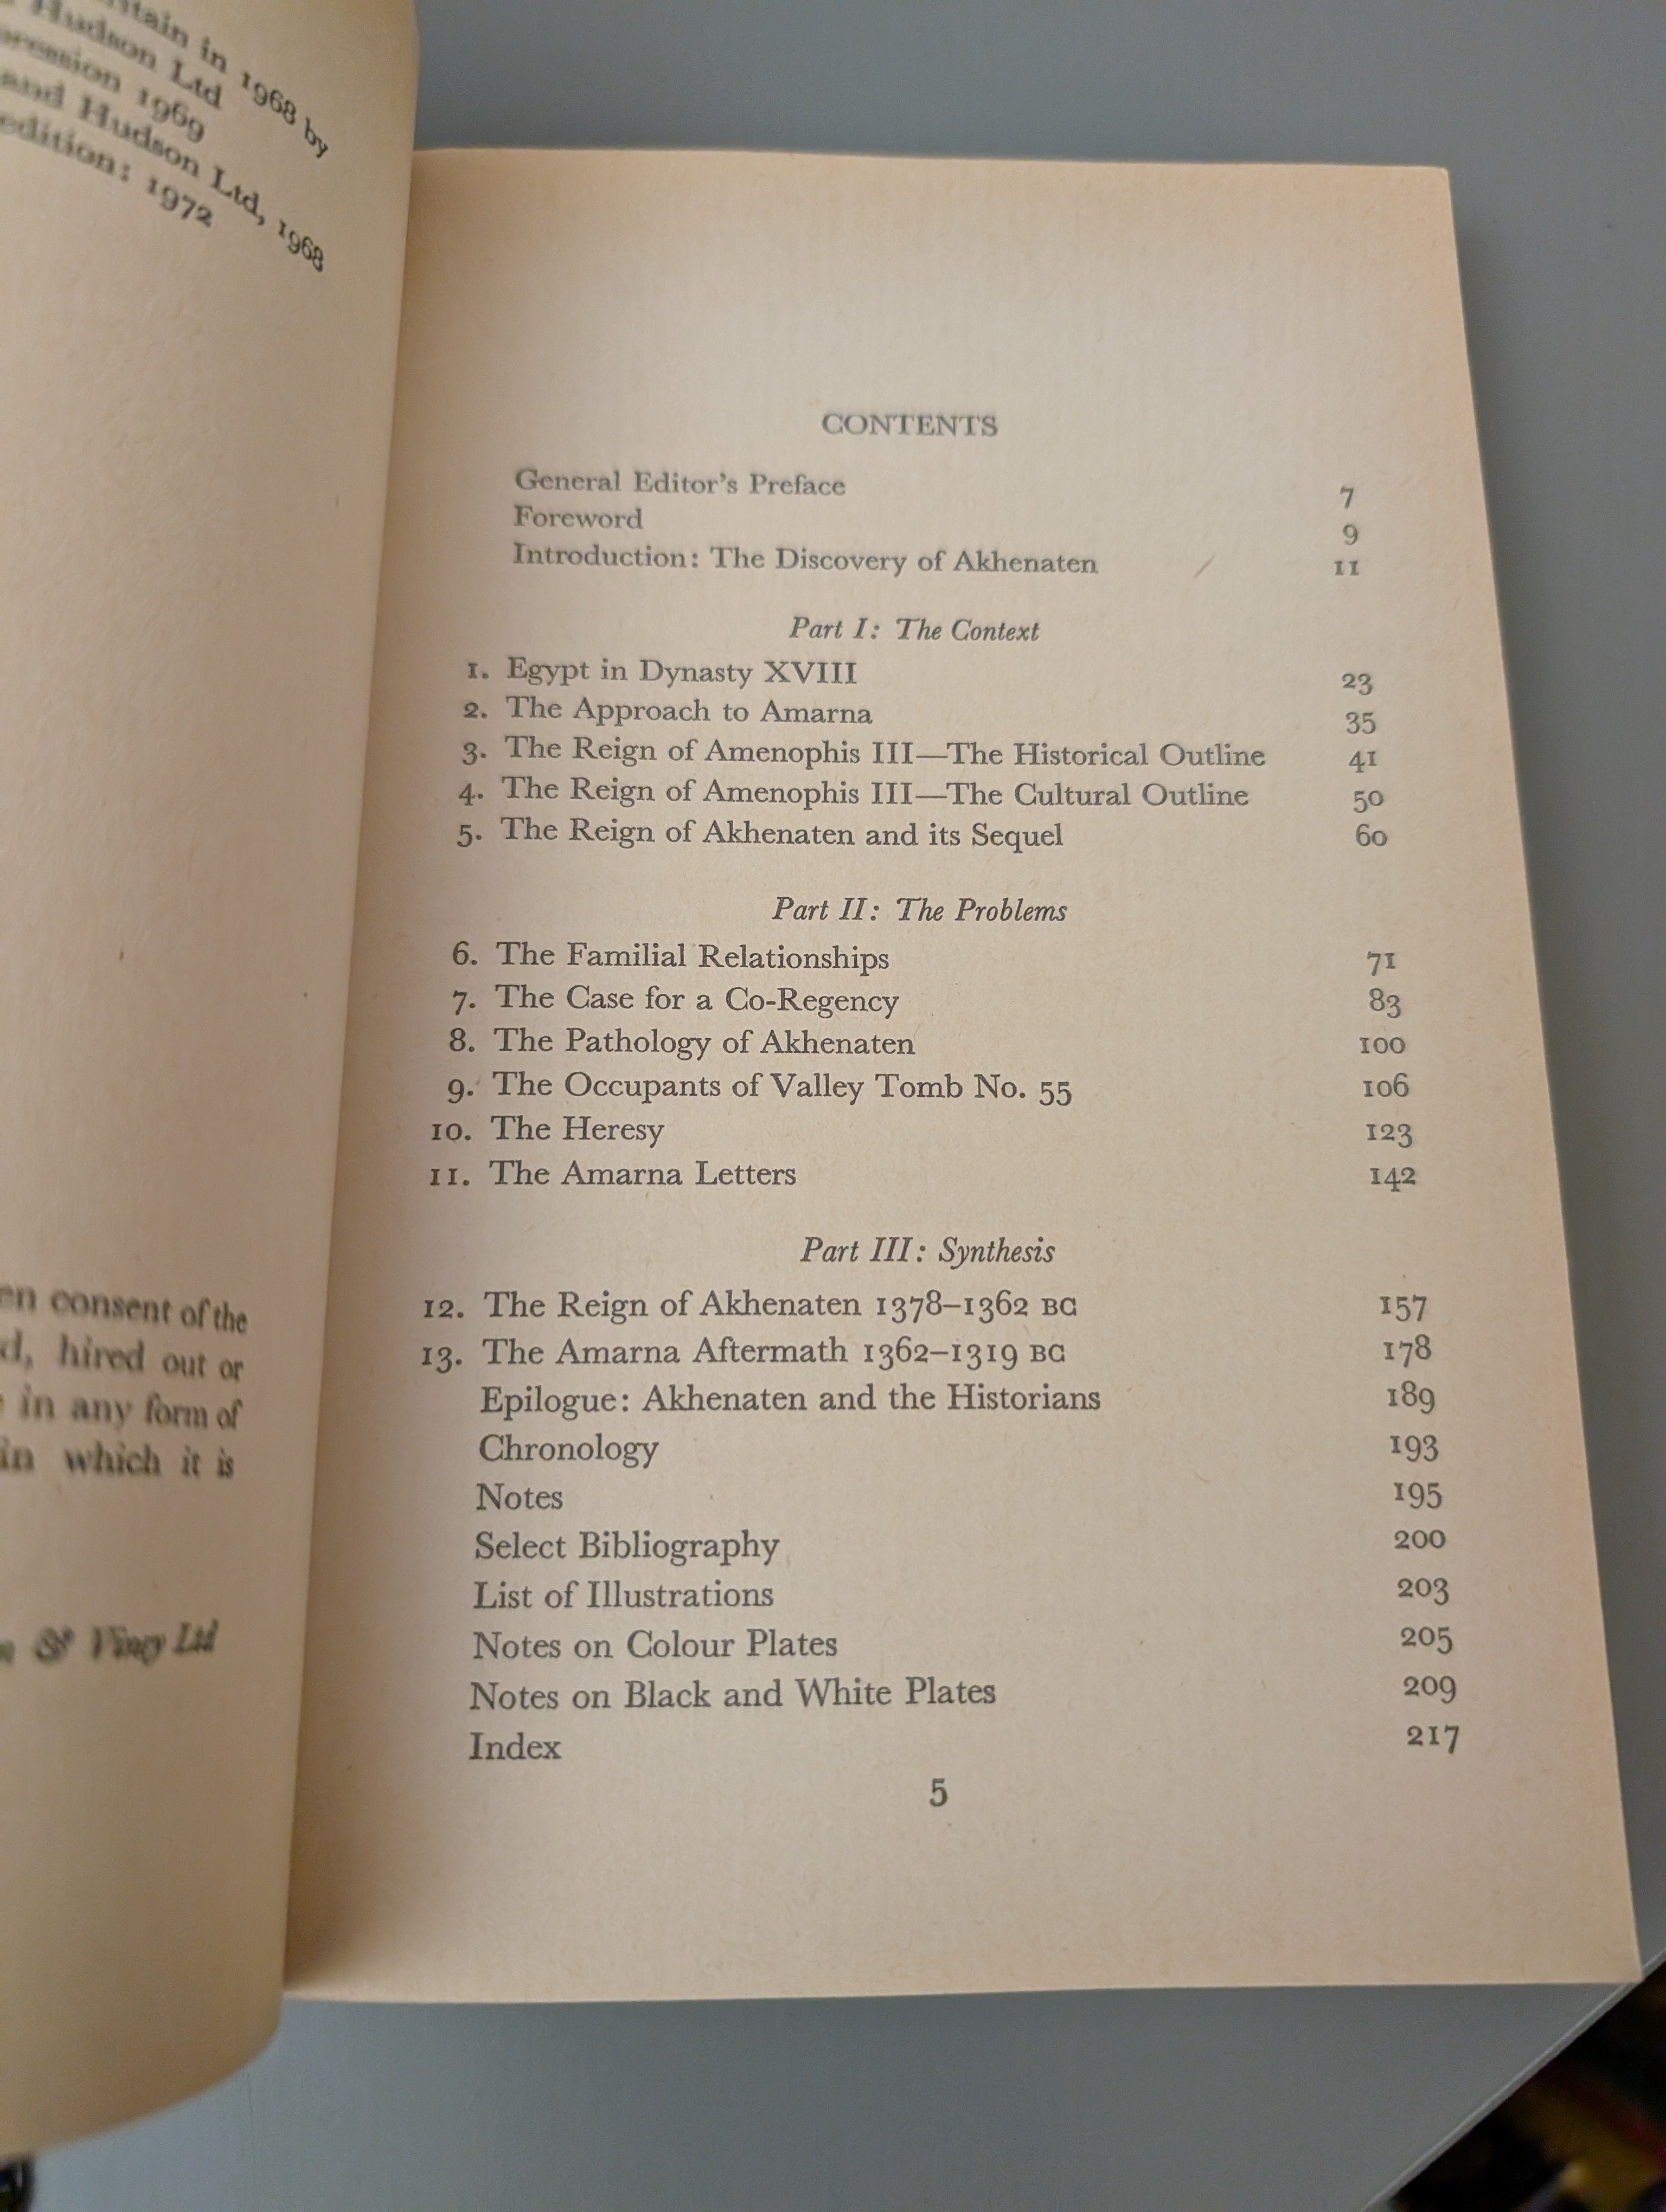 tain in 1968 by
Hudson Ltd
ression 1969
and Hudson Ltd, 1968
edition: 1972
en consent of the
d, hired out or
in any form of
in which it is
& Viney Ltd
CONTENTS
General Editor's Preface 7
Foreword 9
Introduction: The Discovery of Akhenaten 11
Part I: The Context
1. Egypt in Dynasty XVIII 23
2. The Approach to Amarna 35
3. The Reign of Amenophis III—The Historical Outline 41
4. The Reign of Amenophis III—The Cultural Outline 50
5. The Reign of Akhenaten and its Sequel 60
Part II: The Problems
6. The Familial Relationships 71
7. The Case for a Co-Regency 83
8. The Pathology of Akhenaten 100
9. The Occupants of Valley Tomb No. 55 106
10. The Heresy 123
11. The Amarna Letters 142
Part III: Synthesis
12. The Reign of Akhenaten 1378–1362 BC 157
13. The Amarna Aftermath 1362–1319 BC 178
Epilogue: Akhenaten and the Historians 189
Chronology 193
Notes 195
Select Bibliography 200
List of Illustrations 203
Notes on Colour Plates 205
Notes on Black and White Plates 209
Index 217
5